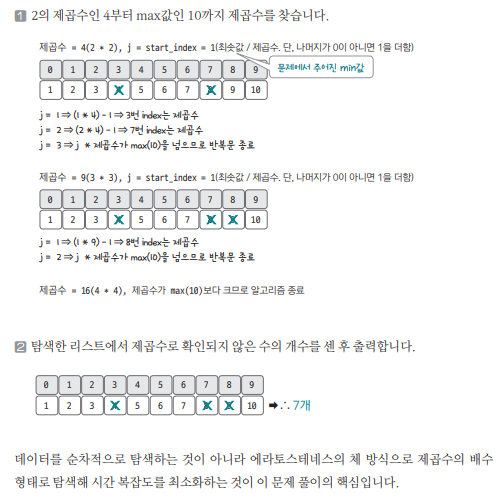 1 2의 제곱수인 4부터 max값인 10까지 제곱수를 찾습니다.
제곱수 = 4(2 * 2), j = start_index = 1(최솟값 / 제곱수. 단, 나머지가 0이 아니면 1을 더함)
문제에서 주어진 min값
0 1 2 3 4 5 6 7 8 9
1 2 3 4 5 6 7 8 9 10
j = 1 ⇒ (1 * 4) - 1 ⇒ 3번 index는 제곱수
j = 2 ⇒ (2 * 4) - 1 ⇒ 7번 index는 제곱수
j = 3 ⇒ j * 제곱수가 max(10)을 넘으므로 반복문 종료
제곱수 = 9(3 * 3), j = start_index = 1(최솟값 / 제곱수. 단, 나머지가 0이 아니면 1을 더함)
0 1 2 3 4 5 6 7 8 9
1 2 3 4 5 6 7 8 9 10
j = 1 ⇒ (1 * 9) - 1 ⇒ 8번 index는 제곱수
j = 2 ⇒ j * 제곱수가 max(10)을 넘으므로 반복문 종료
제곱수 = 16(4 * 4), 제곱수가 max(10)보다 크므로 알고리즘 종료
2 탐색한 리스트에서 제곱수로 확인되지 않은 수의 개수를 센 후 출력합니다.
0 1 2 3 4 5 6 7 8 9
1 2 3 4 5 6 7 8 9 10 ➡ ∴ 7개
데이터를 순차적으로 탐색하는 것이 아니라 에라토스테네스의 체 방식으로 제곱수의 배수
형태로 탐색해 시간 복잡도를 최소화하는 것이 이 문제 풀이의 핵심입니다.